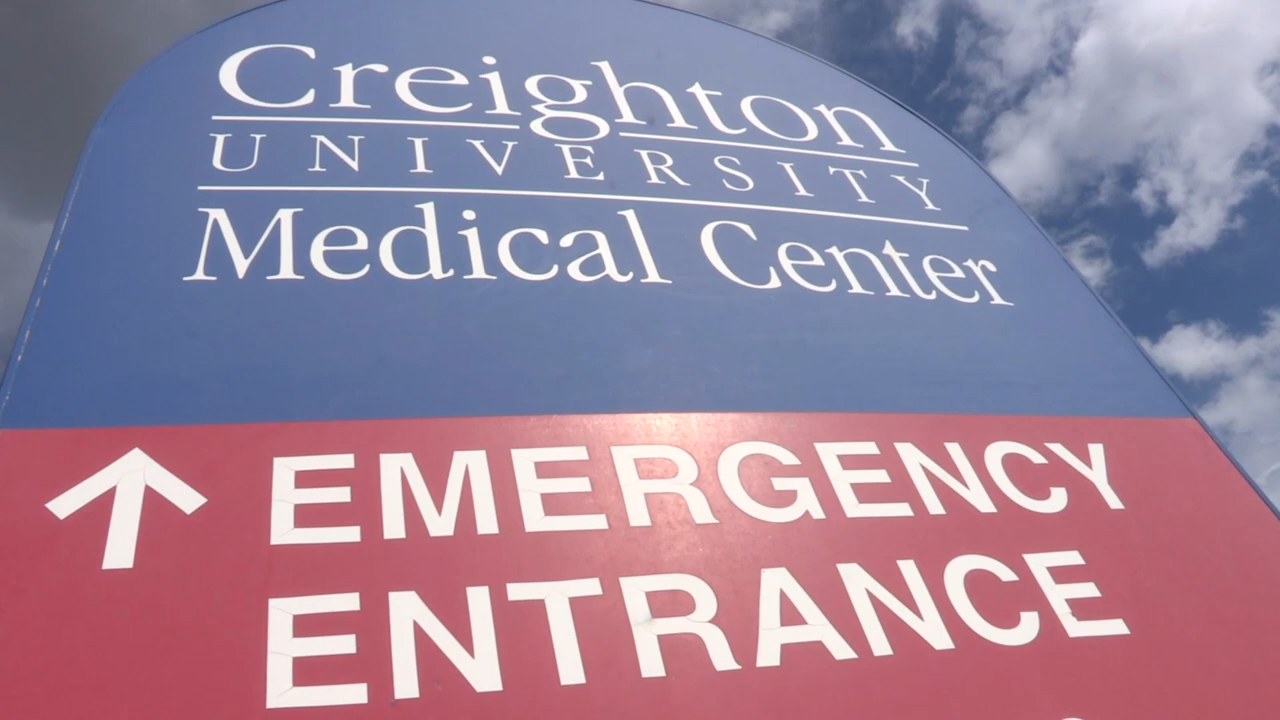 Creighton
UNIVERSITY
Medical Center
↑ EMERGENCY
ENTRANCE